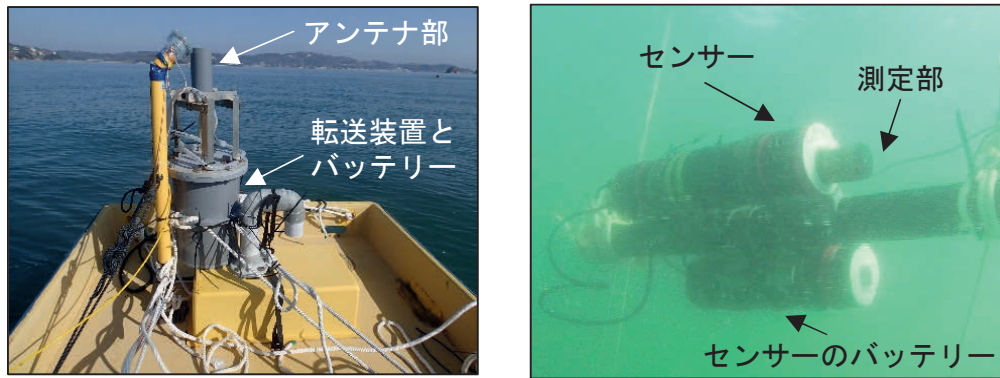 アンテナ部
転送装置と
バッテリー
センサー
測定部
センサーのバッテリー